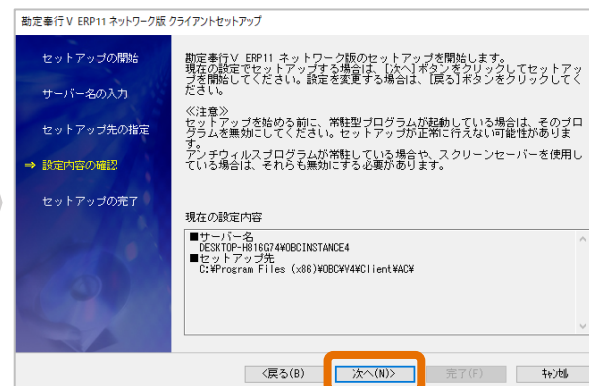 勘定奉行V ERP11 ネットワーク版 クライアントセットアップ
セットアップの開始
サーバー名の入力
セットアップ先の指定
⇒ 設定内容の確認
セットアップの完了
勘定奉行V ERP11 ネットワーク版のセットアップを開始します。
現在の設定でセットアップする場合は、[次へ]ボタンをクリックしてセットアッ
プを開始してください。設定を変更する場合は、[戻る]ボタンをクリックしてく
ださい。
≪注意≫
セットアップを始める前に、常駐型プログラムが起動している場合は、そのプロ
グラムを無効にしてください。セットアップが正常に行えない可能性がありま
す。
アンチウィルスプログラムが常駐している場合や、スクリーンセーバーを使用し
ている場合は、それらも無効にする必要があります。
現在の設定内容
■サーバー名
DESKTOP-H816G74¥OBCINSTANCE4
■セットアップ先
C:¥Program Files (x86)¥OBC¥V4¥Client¥AC¥
<戻る(B) 次へ(N)> 完了(F) キャンセル